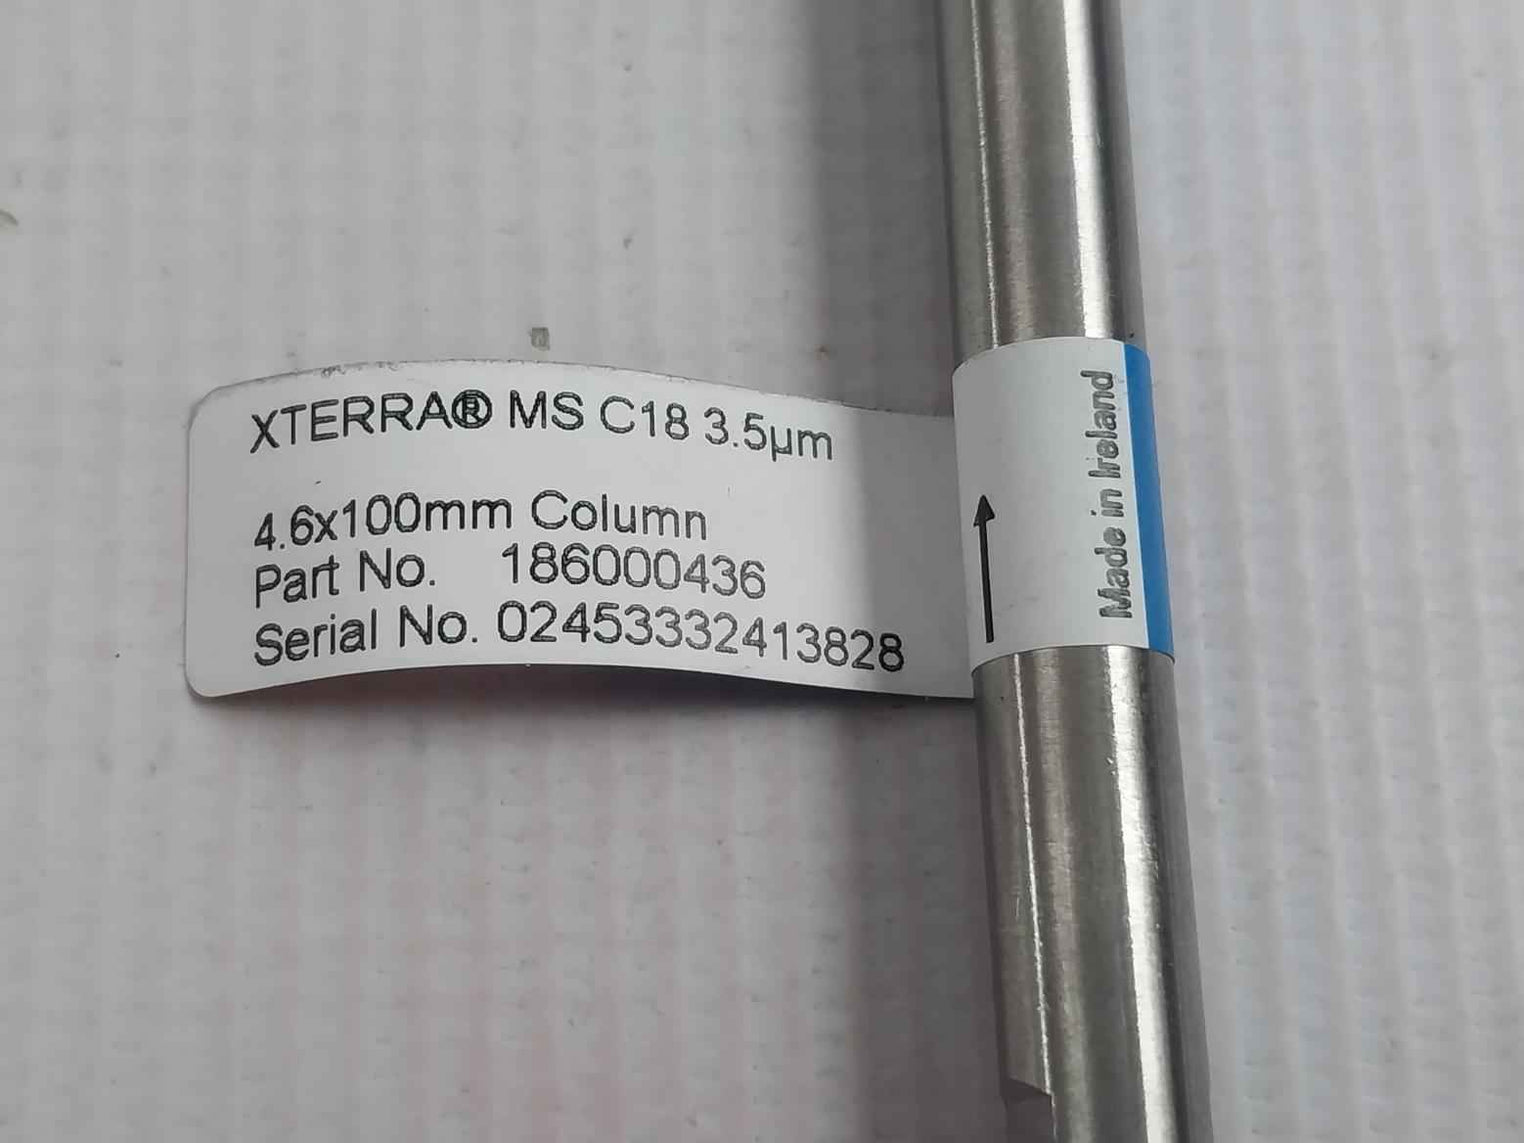 XTERRA® MS C18 3.5µm
4.6x100mm Column
Part No. 186000436
Serial No. 02453332413828
Made in Ireland